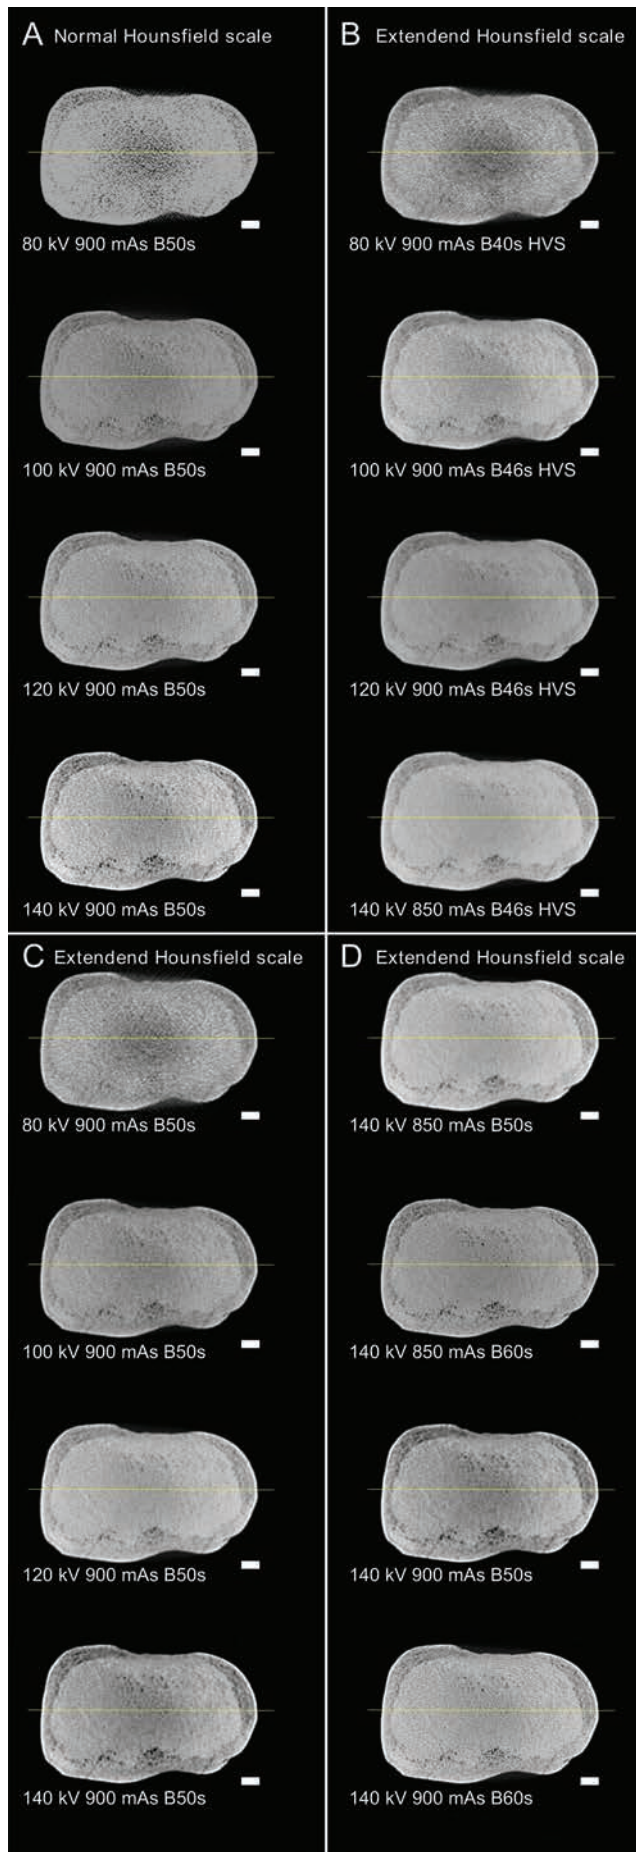 A Normal Hounsfield scale
80 kV 900 mAs B50s
100 kV 900 mAs B50s
120 kV 900 mAs B50s
140 kV 900 mAs B50s
B Extendend Hounsfield scale
80 kV 900 mAs B40s HVS
100 kV 900 mAs B46s HVS
120 kV 900 mAs B46s HVS
140 kV 850 mAs B46s HVS
C Extendend Hounsfield scale
80 kV 900 mAs B50s
100 kV 900 mAs B50s
120 kV 900 mAs B50s
140 kV 900 mAs B50s
D Extendend Hounsfield scale
140 kV 850 mAs B50s
140 kV 850 mAs B60s
140 kV 900 mAs B50s
140 kV 900 mAs B60s